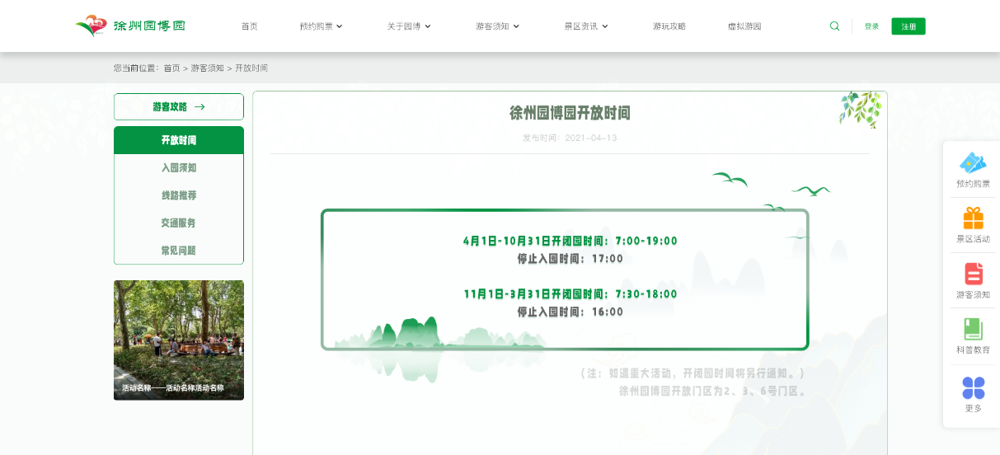 徐州园博园
首页 预约购票 关于园博 游客须知 景区资讯 游玩攻略 虚拟游园 登录 注册
您当前位置：首页 > 游客须知 > 开放时间
游客攻略
开放时间
入园须知
线路推荐
交通服务
常见问题
活动名称——活动名称活动名称
徐州园博园开放时间
发布时间：2021-04-13
4月1日-10月31日开闭园时间：7:00-19:00
停止入园时间：17:00
11月1日-3月31日开闭园时间：7:30-18:00
停止入园时间：16:00
（注：如遇重大活动，开闭园时间将另行通知。）
徐州园博园开放门区为2、3、6号门区。
预约购票
景区活动
游客须知
科普教育
更多